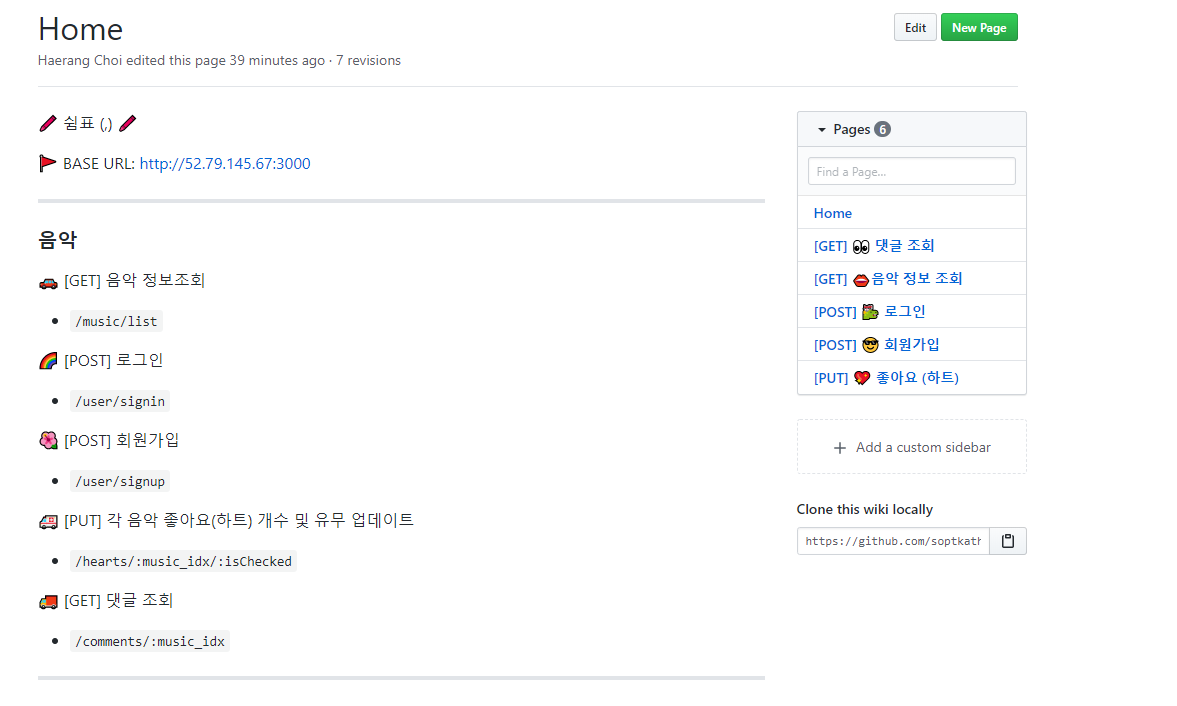 Home
Edit
New Page
Haerang Choi edited this page 39 minutes ago · 7 revisions
쉼표 (,)
BASE URL: http://52.79.145.67:3000
음악
[GET] 음악 정보조회
/music/list
[POST] 로그인
/user/signin
[POST] 회원가입
/user/signup
[PUT] 각 음악 좋아요(하트) 개수 및 유무 업데이트
/hearts/:music_idx/:isChecked
[GET] 댓글 조회
/comments/:music_idx
Pages 6
Find a Page...
Home
[GET] 👀 댓글 조회
[GET] 👄음악 정보 조회
[POST] 🐲 로그인
[POST] 😎 회원가입
[PUT] 💖 좋아요 (하트)
Add a custom sidebar
Clone this wiki locally
https://github.com/soptkath